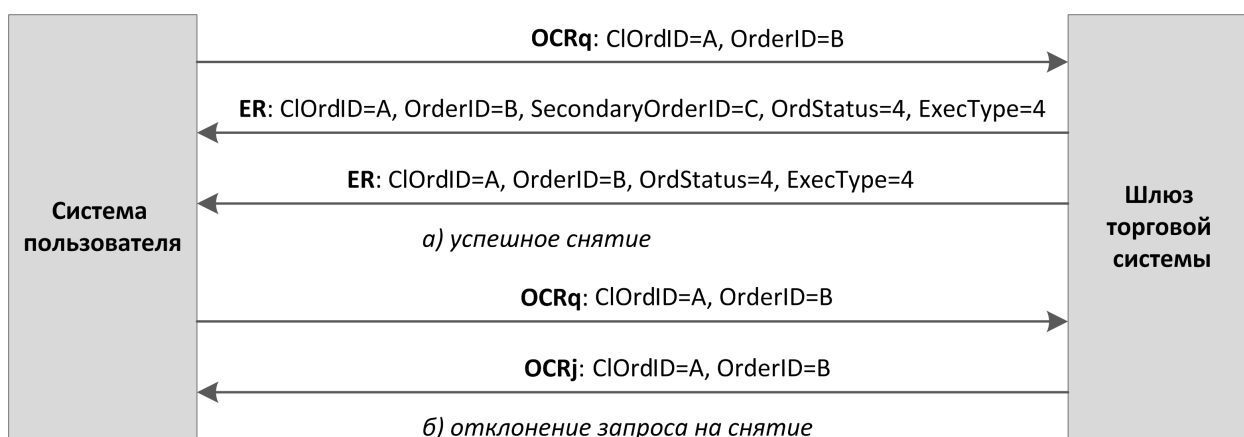 OCRq: ClOrdID=A, OrderID=B
ER: ClOrdID=A, OrderID=B, SecondaryOrderID=C, OrdStatus=4, ExecType=4
ER: ClOrdID=A, OrderID=B, OrdStatus=4, ExecType=4
Система
пользователя
Шлюз
торговой
системы
а) успешное снятие
OCRq: ClOrdID=A, OrderID=B
OCRj: ClOrdID=A, OrderID=B
б) отклонение запроса на снятие